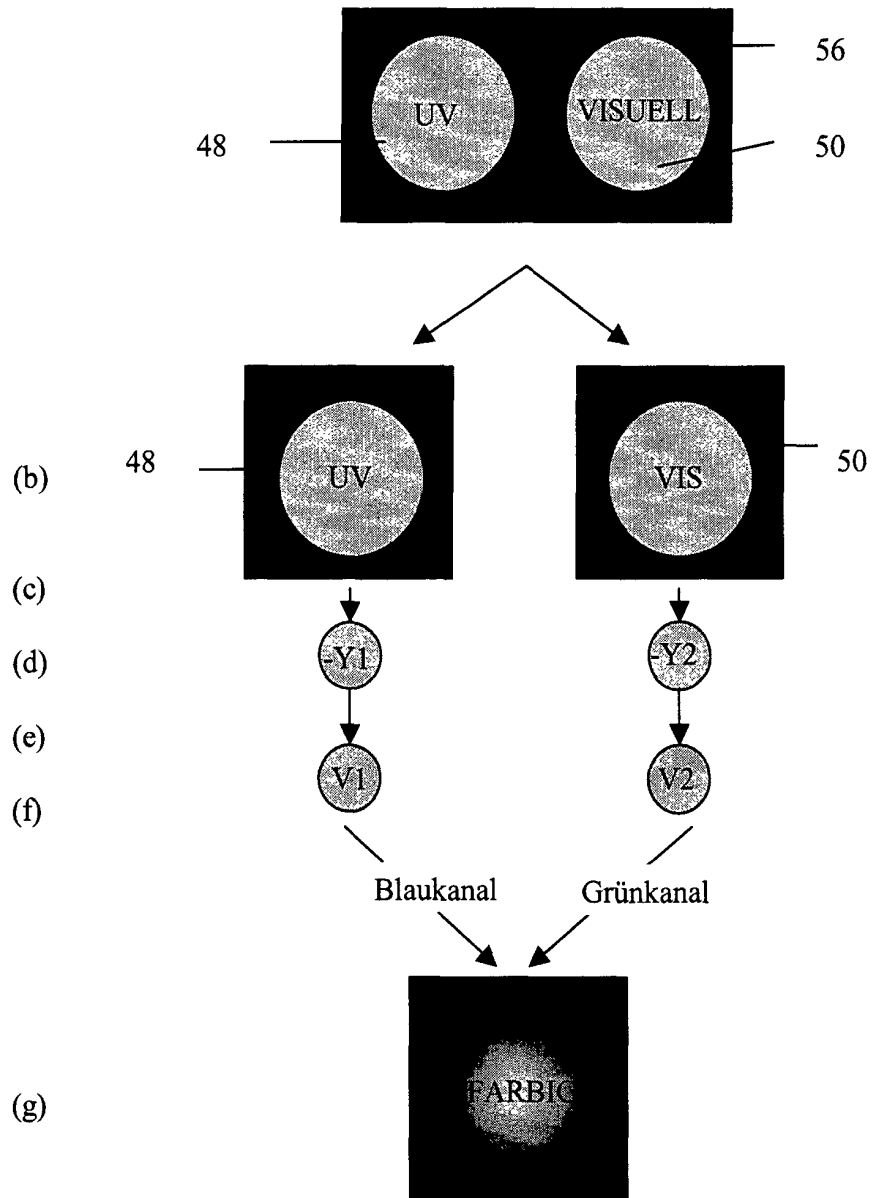 56
UV VISUELL
48 50
48 UV VIS 50
(b)
(c)
-Y1 -Y2
(d)
(e)
V1 V2
(f)
Blaukanal Grünkanal
FARBIG
(g)